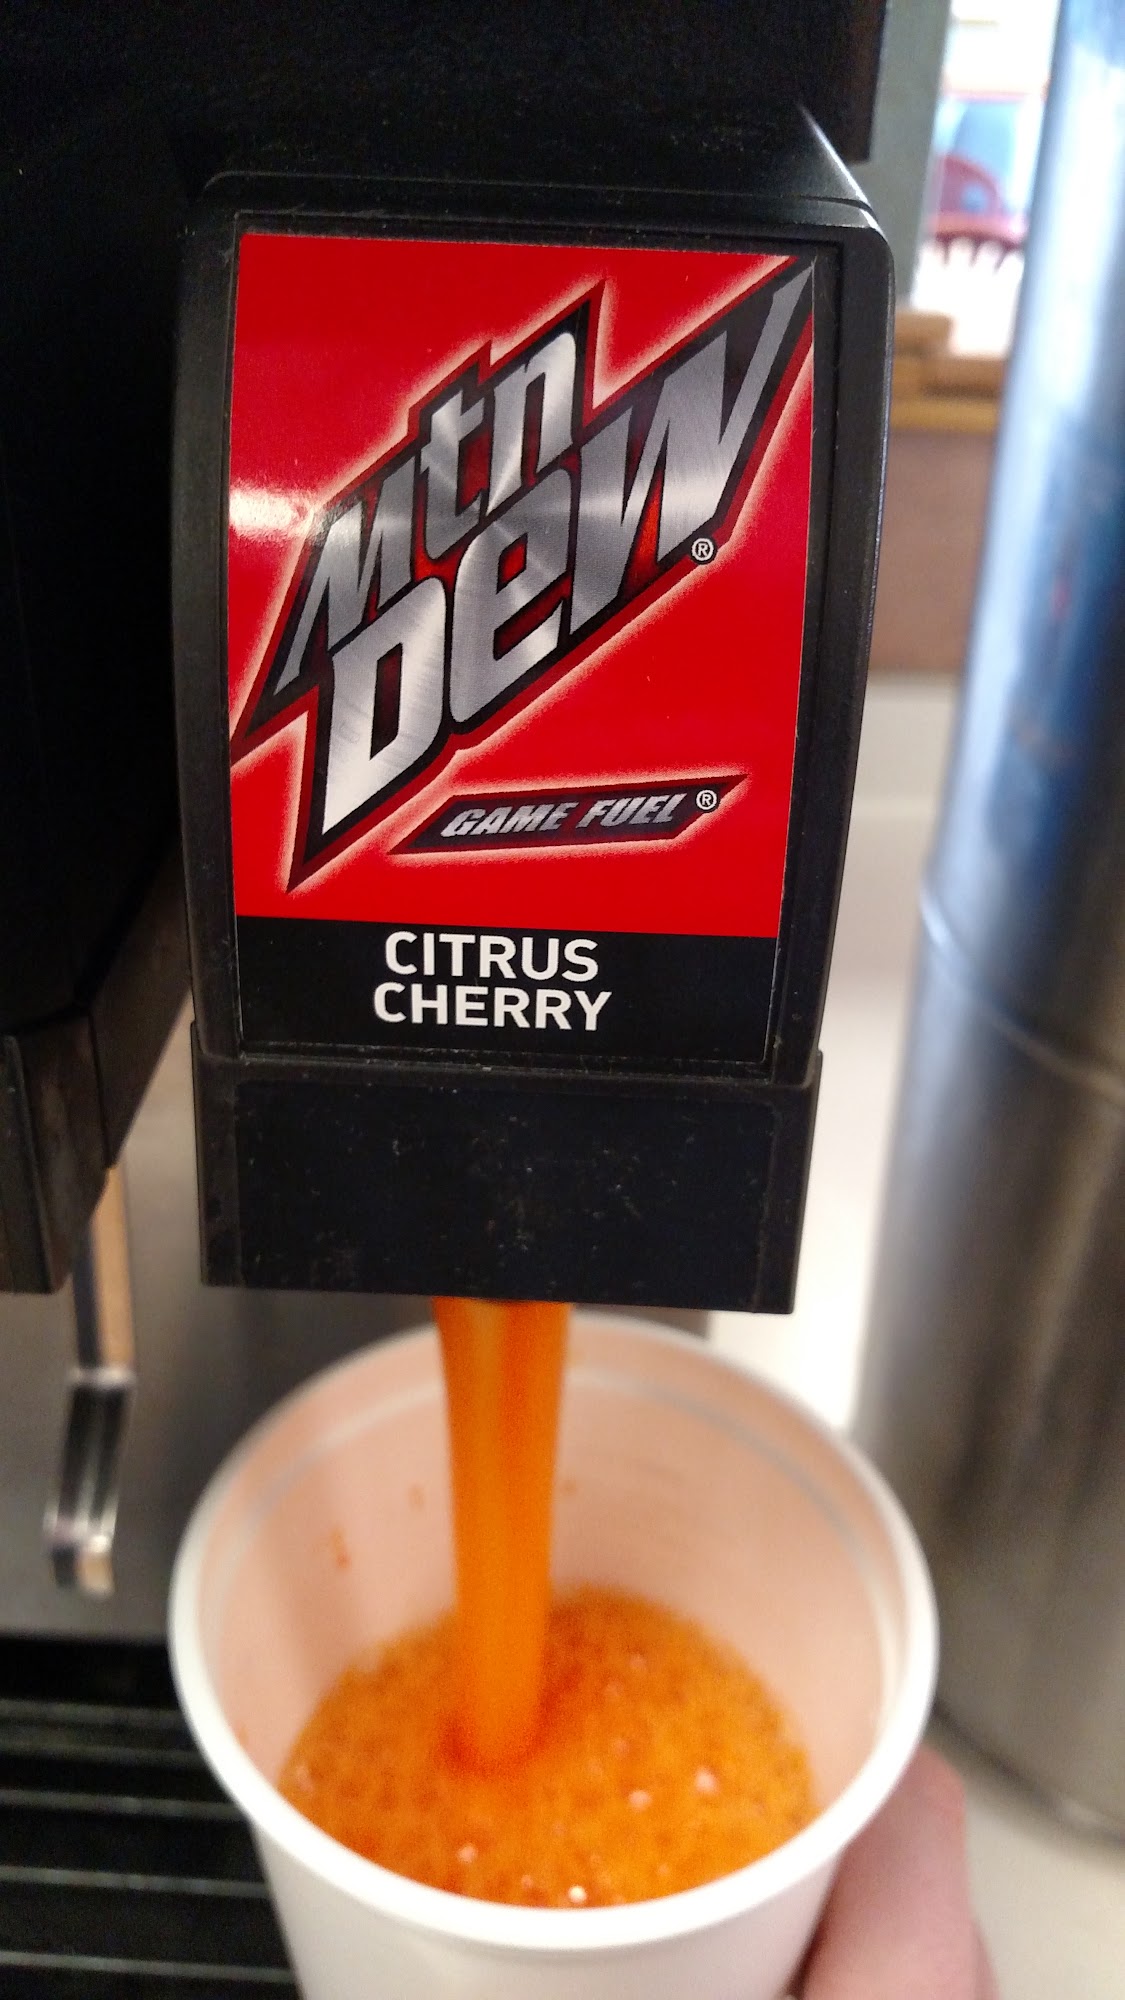 Mtn
Dew®
GAME FUEL®
CITRUS
CHERRY